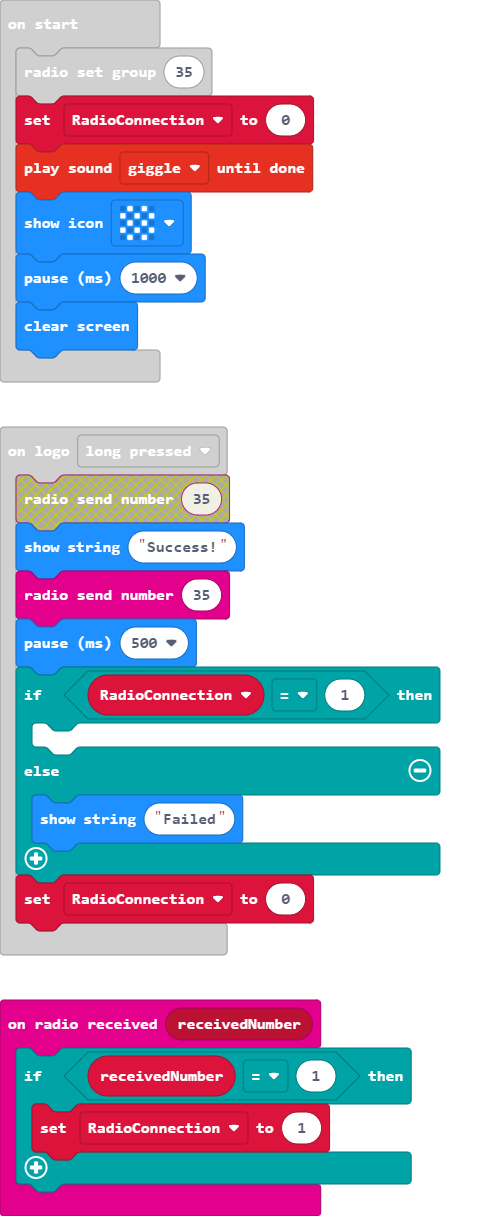 on start
radio set group 35
set RadioConnection to 0
play sound giggle until done
show icon
pause (ms) 1000
clear screen
on logo long pressed
radio send number 35
show string "Success!"
radio send number 35
pause (ms) 500
if RadioConnection = 1 then
else
show string "Failed"
set RadioConnection to 0
on radio received receivedNumber
if receivedNumber = 1 then
set RadioConnection to 1